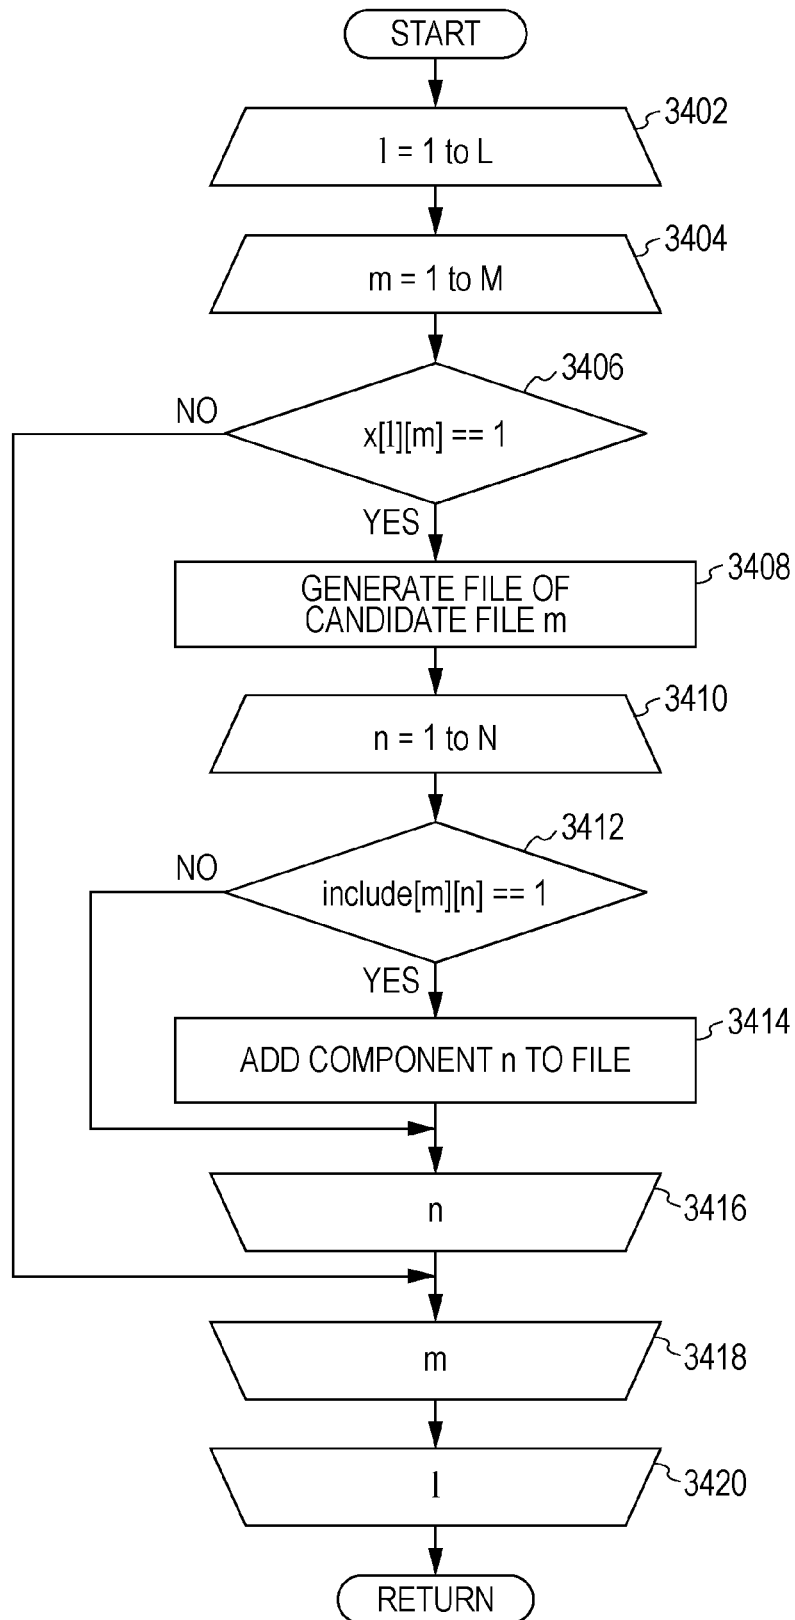 START
l = 1 to L
3402
m = 1 to M
3404
3406
NO
x[l][m] == 1
YES
GENERATE FILE OF
CANDIDATE FILE m
3408
n = 1 to N
3410
3412
NO
include[m][n] == 1
YES
ADD COMPONENT n TO FILE
3414
n
3416
m
3418
l
3420
RETURN